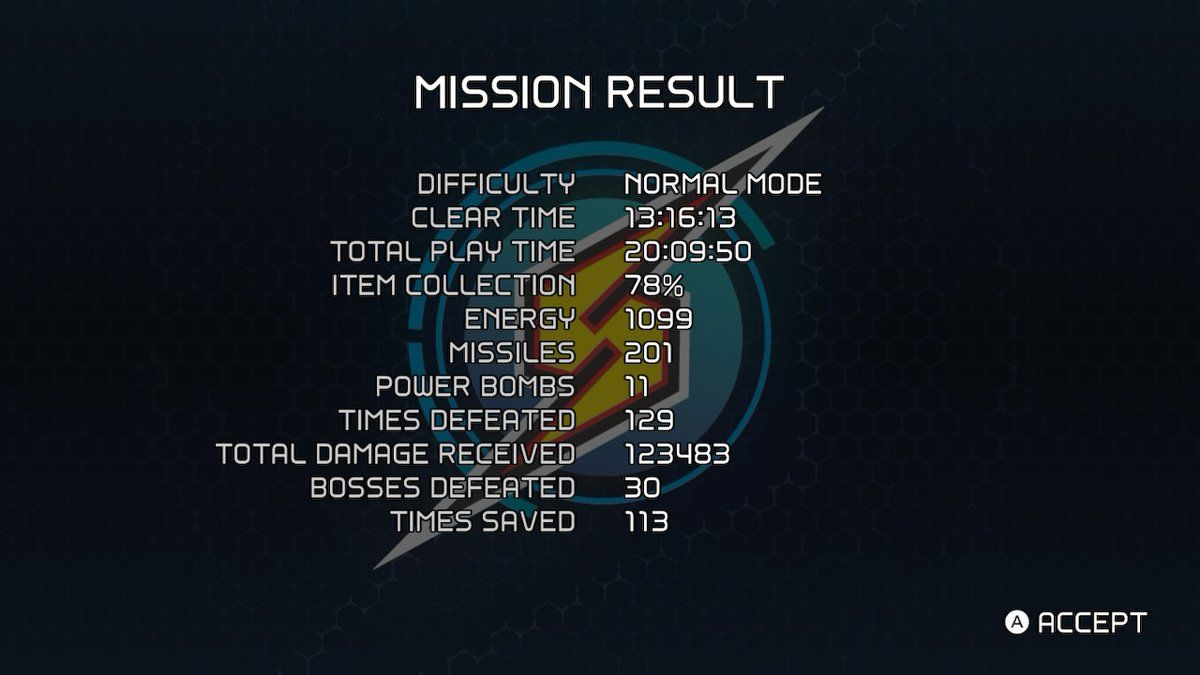 MISSION RESULT
DIFFICULTY NORMAL MODE
CLEAR TIME 13:16:13
TOTAL PLAY TIME 20:09:50
ITEM COLLECTION 78%
ENERGY 1099
MISSILES 201
POWER BOMBS 11
TIMES DEFEATED 129
TOTAL DAMAGE RECEIVED 123483
BOSSES DEFEATED 30
TIMES SAVED 113
A ACCEPT